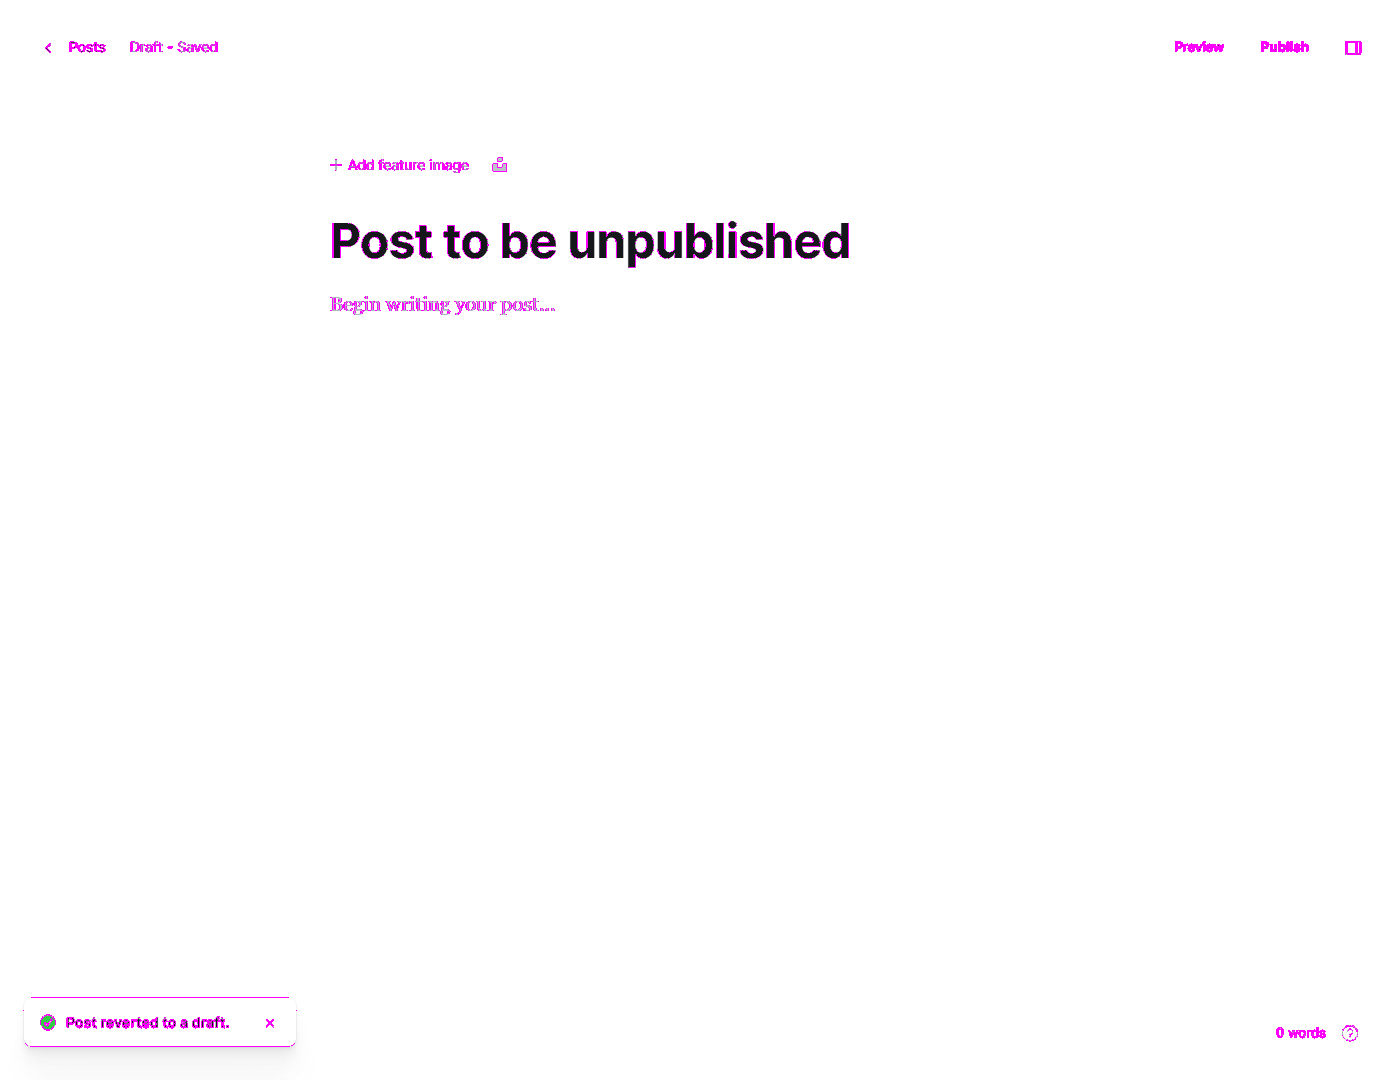 Posts Draft - Saved Preview Publish
Add feature image
Post to be unpublished
Begin writing your post...
Post reverted to a draft.
0 words